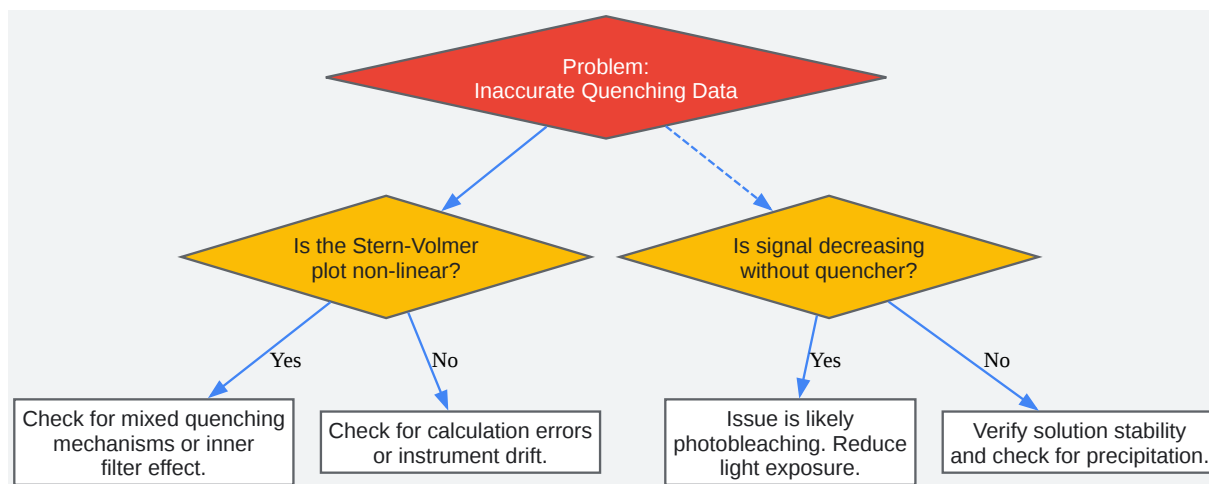 Problem:
Inaccurate Quenching Data
Is the Stern-Volmer
plot non-linear?
Is signal decreasing
without quencher?
Yes
No
Yes
No
Check for mixed quenching
mechanisms or inner
filter effect.
Check for calculation errors
or instrument drift.
Issue is likely
photobleaching. Reduce
light exposure.
Verify solution stability
and check for precipitation.